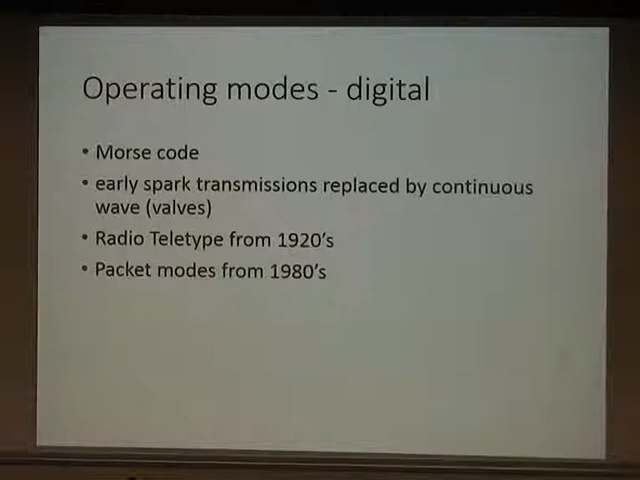 Operating modes - digital
• Morse code
• early spark transmissions replaced by continuous
wave (valves)
• Radio Teletype from 1920's
• Packet modes from 1980's